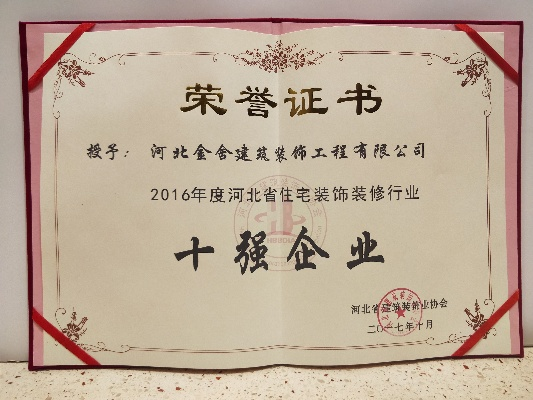 荣誉证书
授予：河北金舍建筑装饰工程有限公司
2016年度河北省住宅装饰装修行业
十强企业
河北省建筑装饰业协会
二〇一七年十月